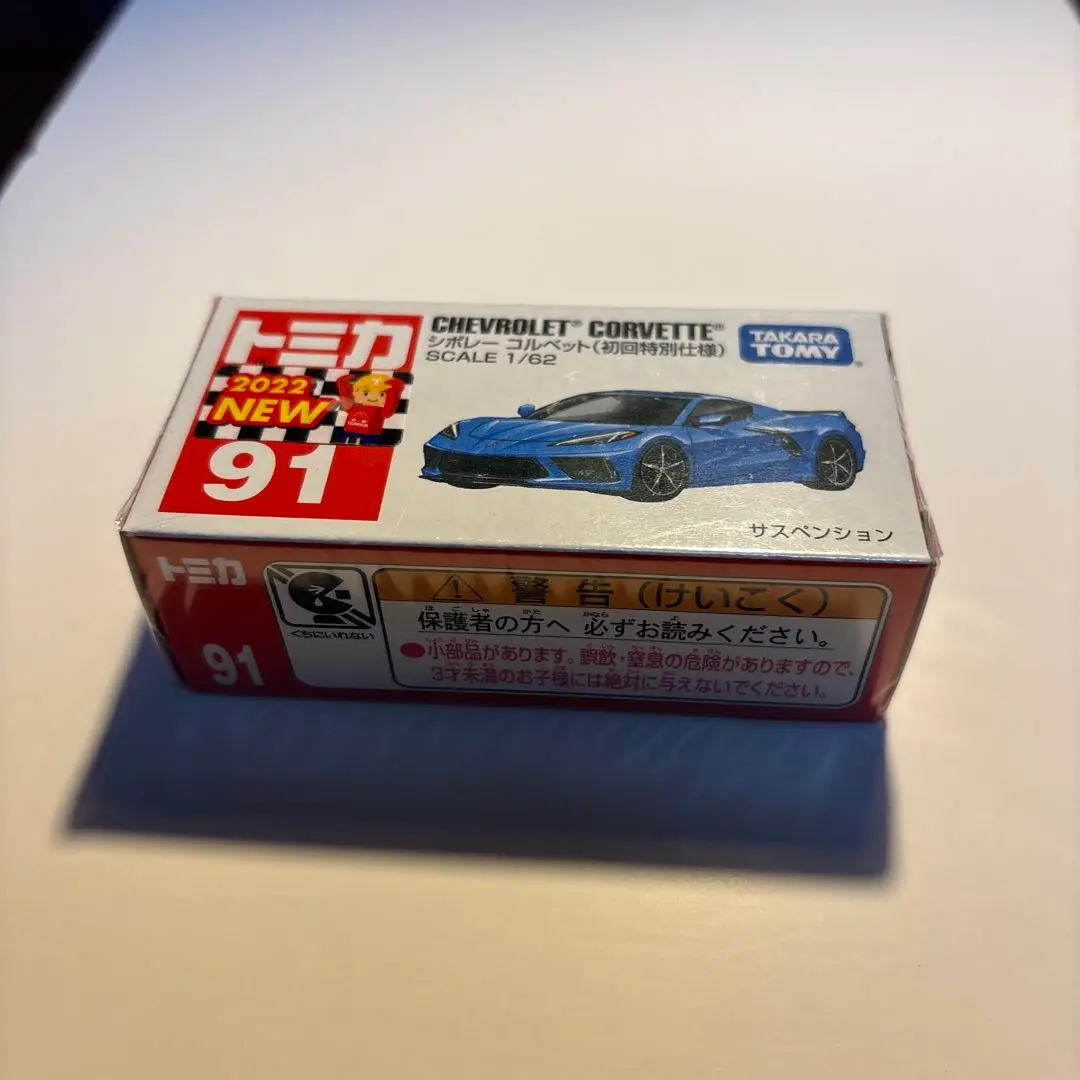 トミカ
2022
NEW
91
CHEVROLET® CORVETTE®
シボレー コルベット(初回特別仕様)
SCALE 1/62
TAKARA
TOMY
サスペンション
トミカ
91
くちにいれない
警告(けいこく)
保護者の方へ 必ずお読みください。
●小部品があります。誤飲・窒息の危険がありますので、
3才未満のお子様には絶対に与えないでください。